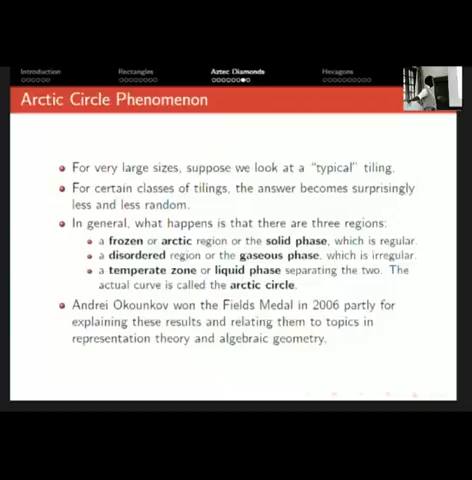 Introduction Rectangles Aztec Diamonds Hexagons
Arctic Circle Phenomenon
For very large sizes, suppose we look at a "typical" tiling.
For certain classes of tilings, the answer becomes surprisingly
less and less random.
In general, what happens is that there are three regions:
a frozen or arctic region or the solid phase, which is regular.
a disordered region or the gaseous phase, which is irregular.
a temperate zone or liquid phase separating the two. The
actual curve is called the arctic circle.
Andrei Okounkov won the Fields Medal in 2006 partly for
explaining these results and relating them to topics in
representation theory and algebraic geometry.